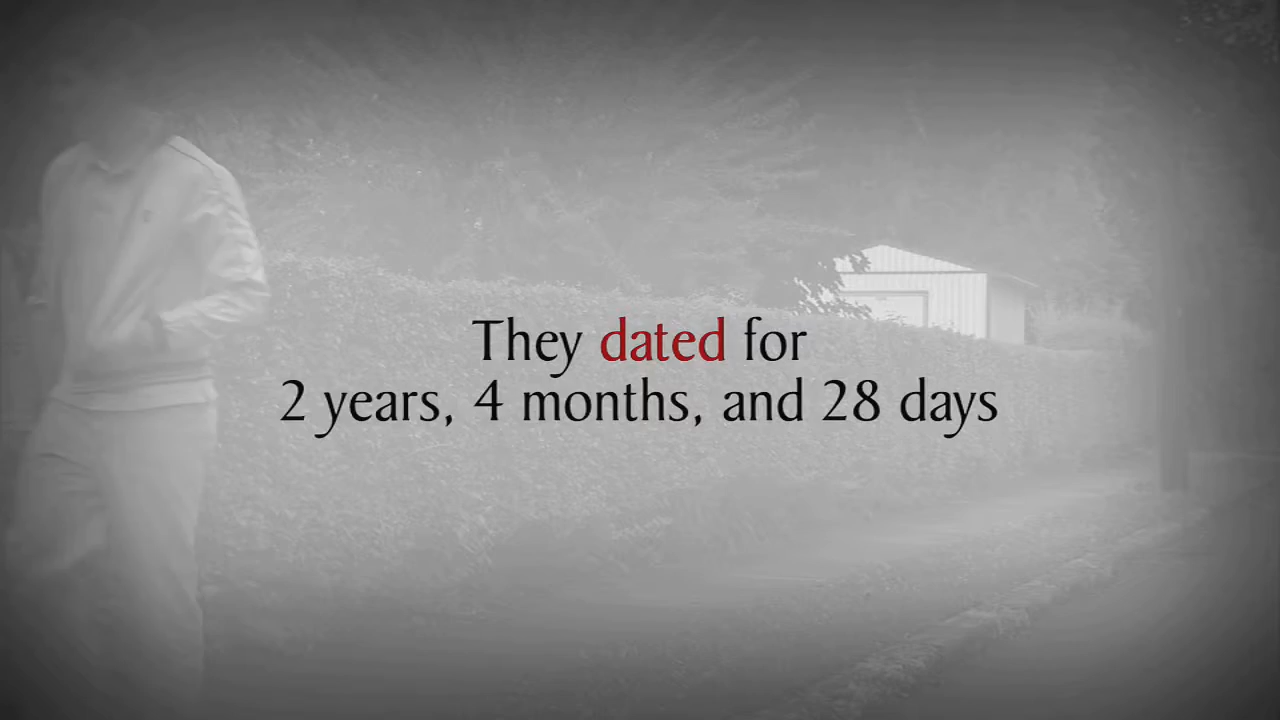 They dated for
2 years, 4 months, and 28 days